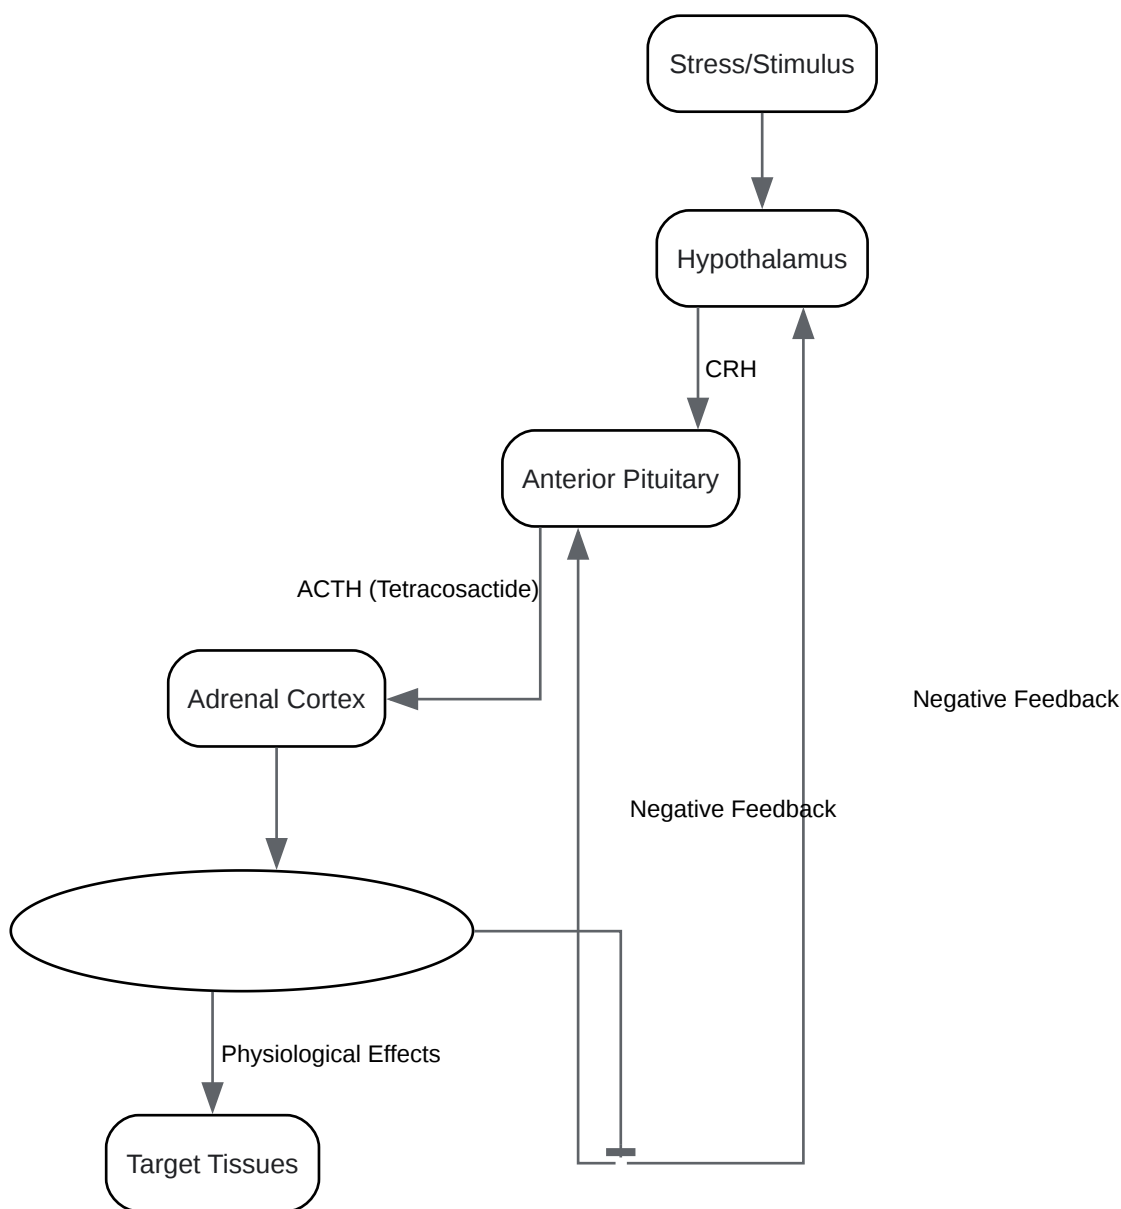 Stress/Stimulus
Hypothalamus
CRH
Anterior Pituitary
ACTH (Tetracosactide)
Adrenal Cortex
Negative Feedback
Negative Feedback
Physiological Effects
Target Tissues